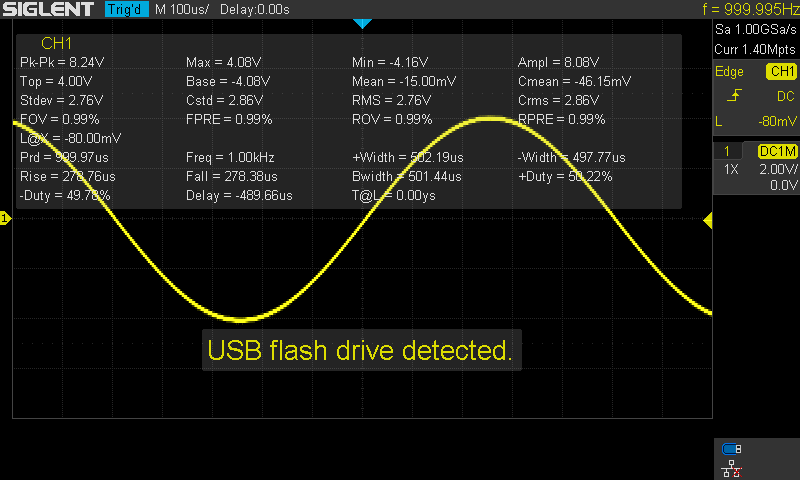 SIGLENT Trig'd M 100us/ Delay:0.00s f = 999.995Hz
Sa 1.00GSa/s
Curr 1.40Mpts
Edge CH1
DC
L -80mV
1 DC1M
1X 2.00V/
0.0V
CH1
Pk-Pk = 8.24V Max = 4.08V Min = -4.16V Ampl = 8.08V
Top = 4.00V Base = -4.08V Mean = -15.00mV Cmean = -46.15mV
Stdev = 2.76V Cstd = 2.86V RMS = 2.76V Crms = 2.86V
FOV = 0.99% FPRE = 0.99% ROV = 0.99% RPRE = 0.99%
L@X = -80.00mV
Prd = 999.97us Freq = 1.00kHz +Width = 502.19us -Width = 497.77us
Rise = 278.76us Fall = 278.38us Bwidth = 501.44us +Duty = 50.22%
-Duty = 49.78% Delay = -489.66us T@L = 0.00ys
1
USB flash drive detected.